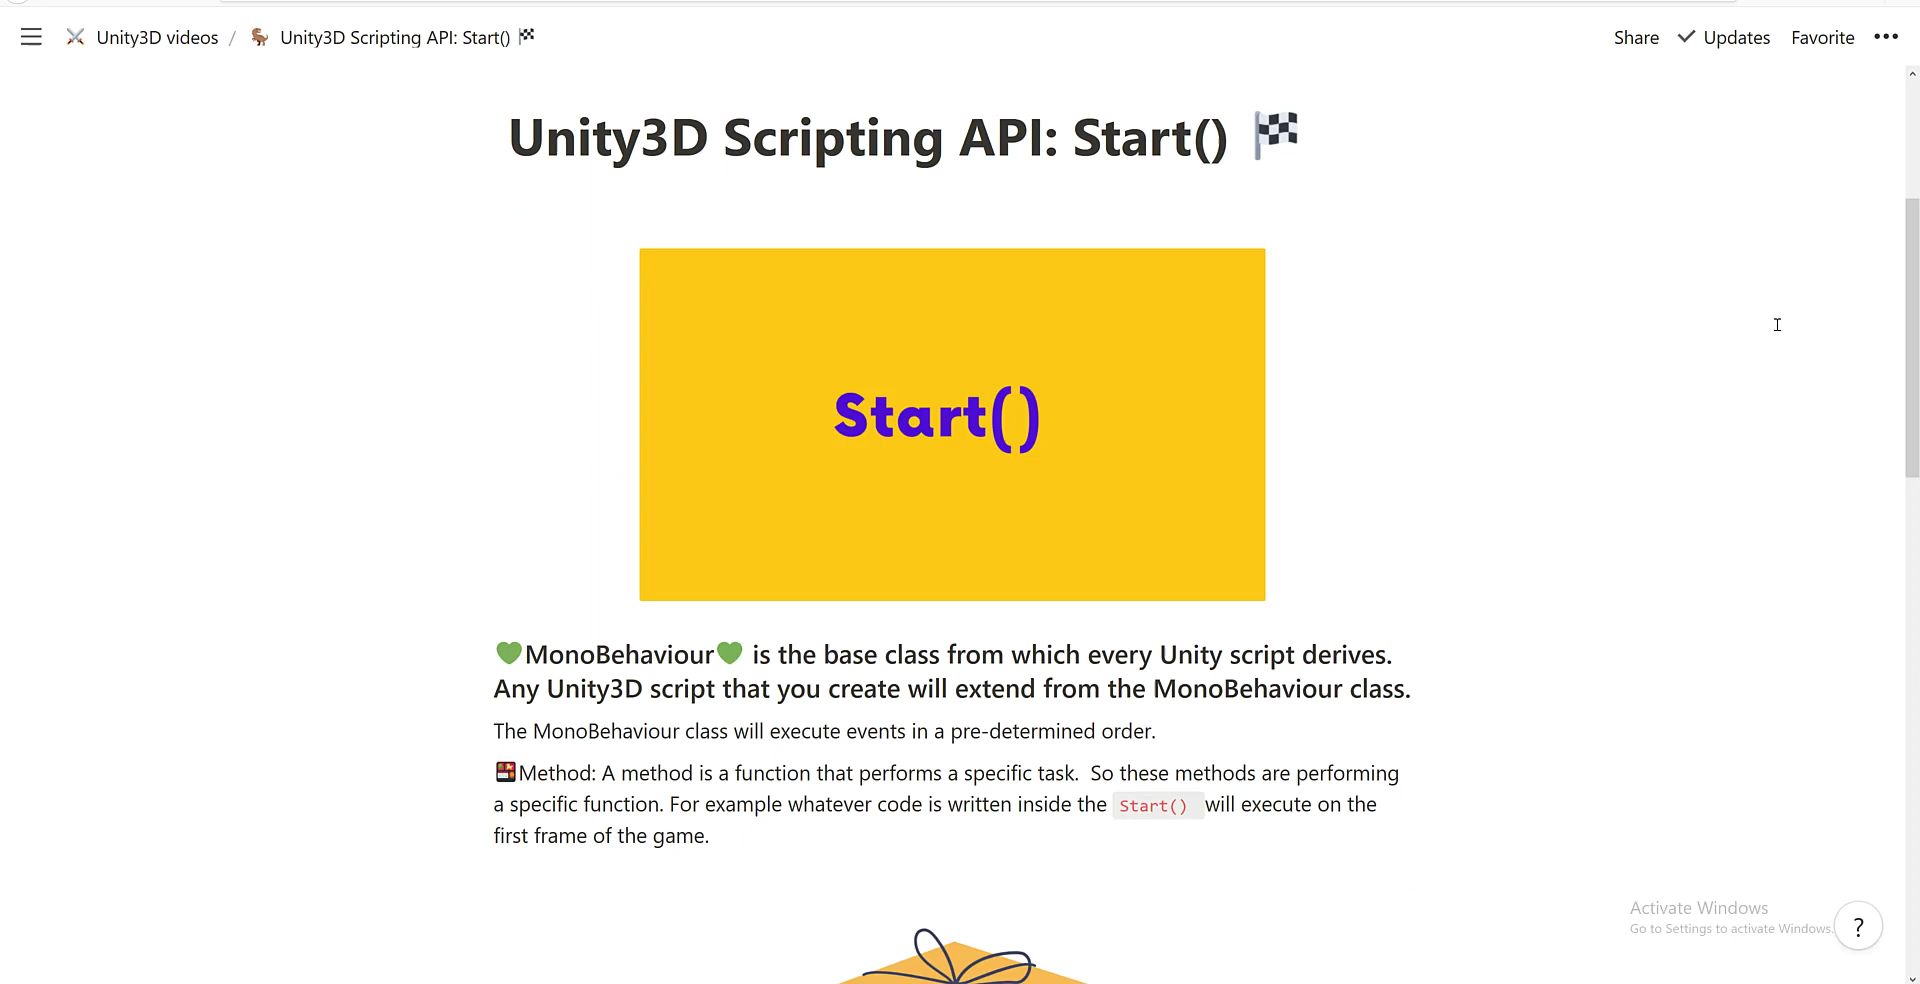 Unity3D videos / Unity3D Scripting API: Start()
Share Updates Favorite
Unity3D Scripting API: Start()
Start()
MonoBehaviour is the base class from which every Unity script derives.
Any Unity3D script that you create will extend from the MonoBehaviour class.
The MonoBehaviour class will execute events in a pre-determined order.
Method: A method is a function that performs a specific task. So these methods are performing
a specific function. For example whatever code is written inside the Start() will execute on the
first frame of the game.
Activate Windows
Go to Settings to activate Windows.
?